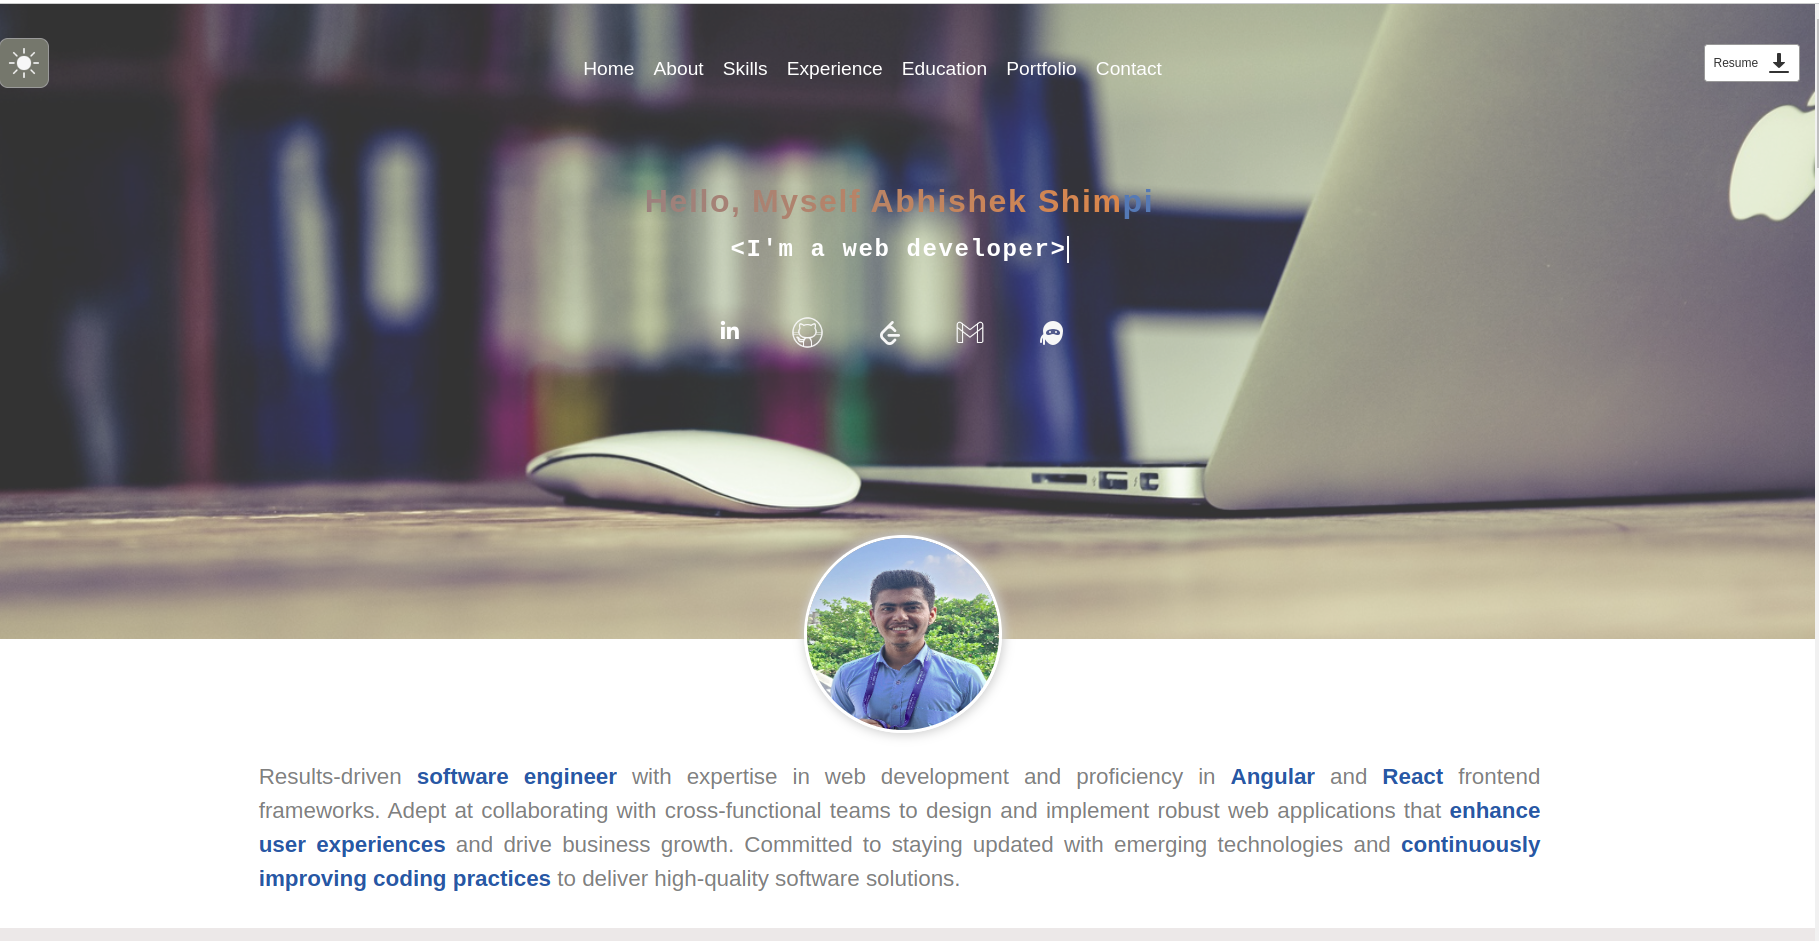 Home About Skills Experience Education Portfolio Contact
Resume
Hello, Myself Abhishek Shimpi
<I'm a web developer>
in
Results-driven software engineer with expertise in web development and proficiency in Angular and React frontend
frameworks. Adept at collaborating with cross-functional teams to design and implement robust web applications that enhance
user experiences and drive business growth. Committed to staying updated with emerging technologies and continuously
improving coding practices to deliver high-quality software solutions.